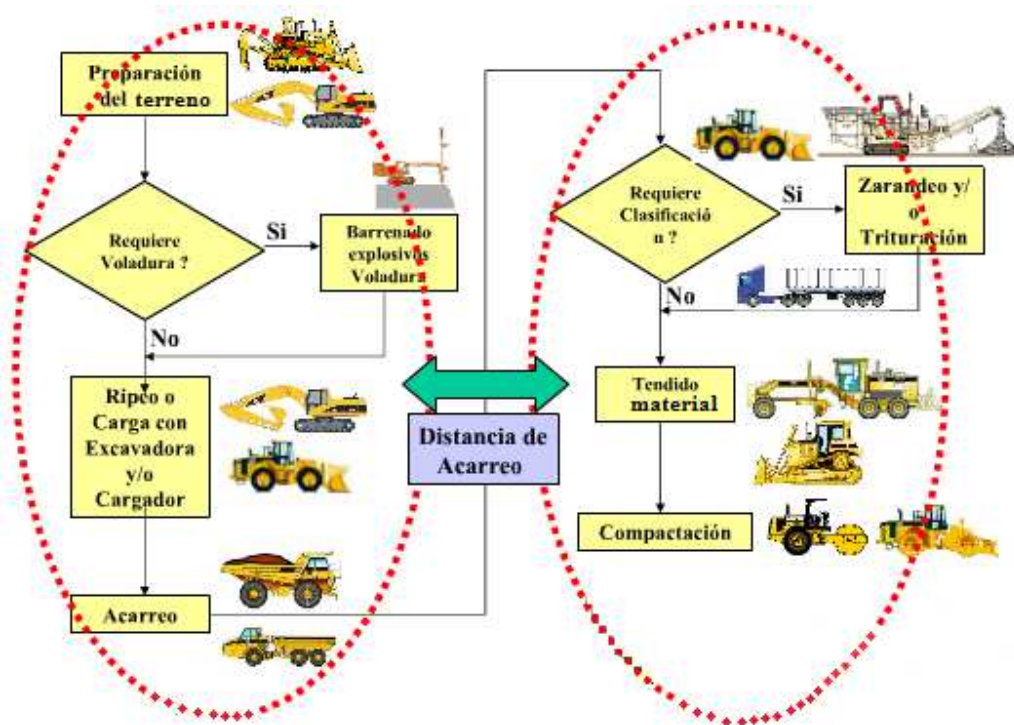 Preparación
del terreno
Requiere
Voladura ?
Si
Barrenado
explosivos
Voladura
No
Ripeo o
Carga con
Excavadora
y/o
Cargador
Acarreo
Distancia de
Acarreo
Requiere
Clasificació
n ?
Si
Zarandeo y/
o
Trituración
No
Tendido
material
Compactación